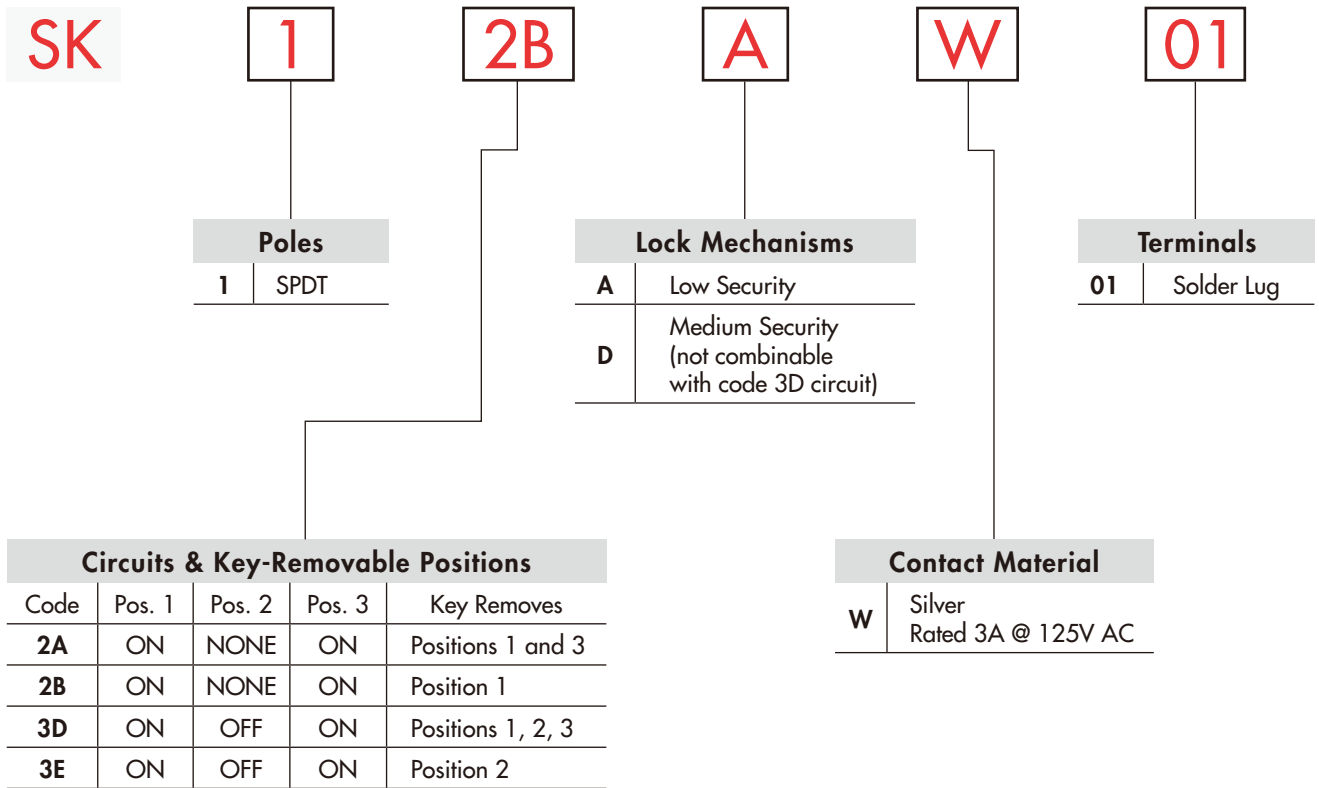 SK 1 2B A W 01
Poles
1 SPDT
Lock Mechanisms
A Low Security
D Medium Security
(not combinable
with code 3D circuit)
Terminals
01 Solder Lug
Circuits & Key-Removable Positions
Code Pos. 1 Pos. 2 Pos. 3 Key Removes
2A ON NONE ON Positions 1 and 3
2B ON NONE ON Position 1
3D ON OFF ON Positions 1, 2, 3
3E ON OFF ON Position 2
Contact Material
W Silver
Rated 3A @ 125V AC